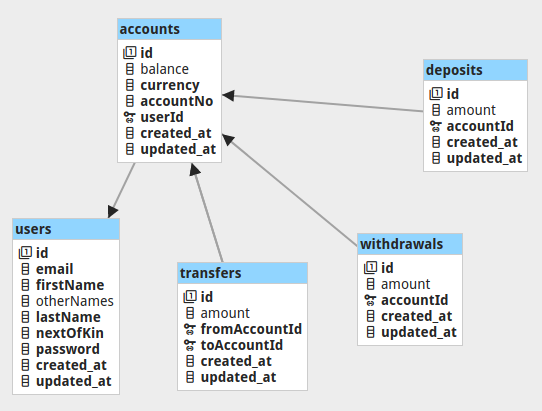 accounts
id
balance
currency
accountNo
userId
created_at
updated_at
deposits
id
amount
accountId
created_at
updated_at
users
id
email
firstName
otherNames
lastName
nextOfKin
password
created_at
updated_at
transfers
id
amount
fromAccountId
toAccountId
created_at
updated_at
withdrawals
id
amount
accountId
created_at
updated_at